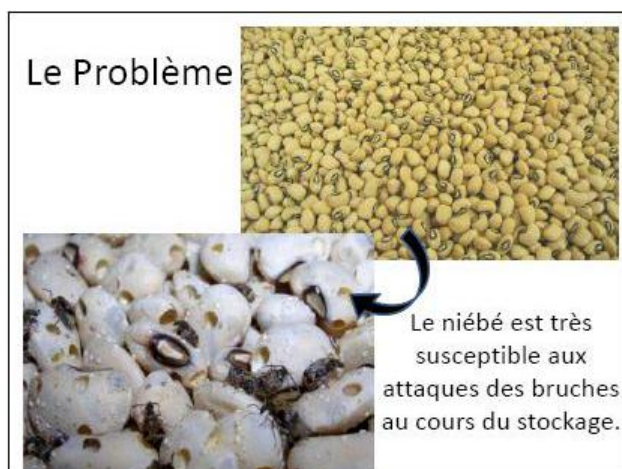 Le Problème
Le niébé est très
susceptible aux
attaques des bruches
au cours du stockage.